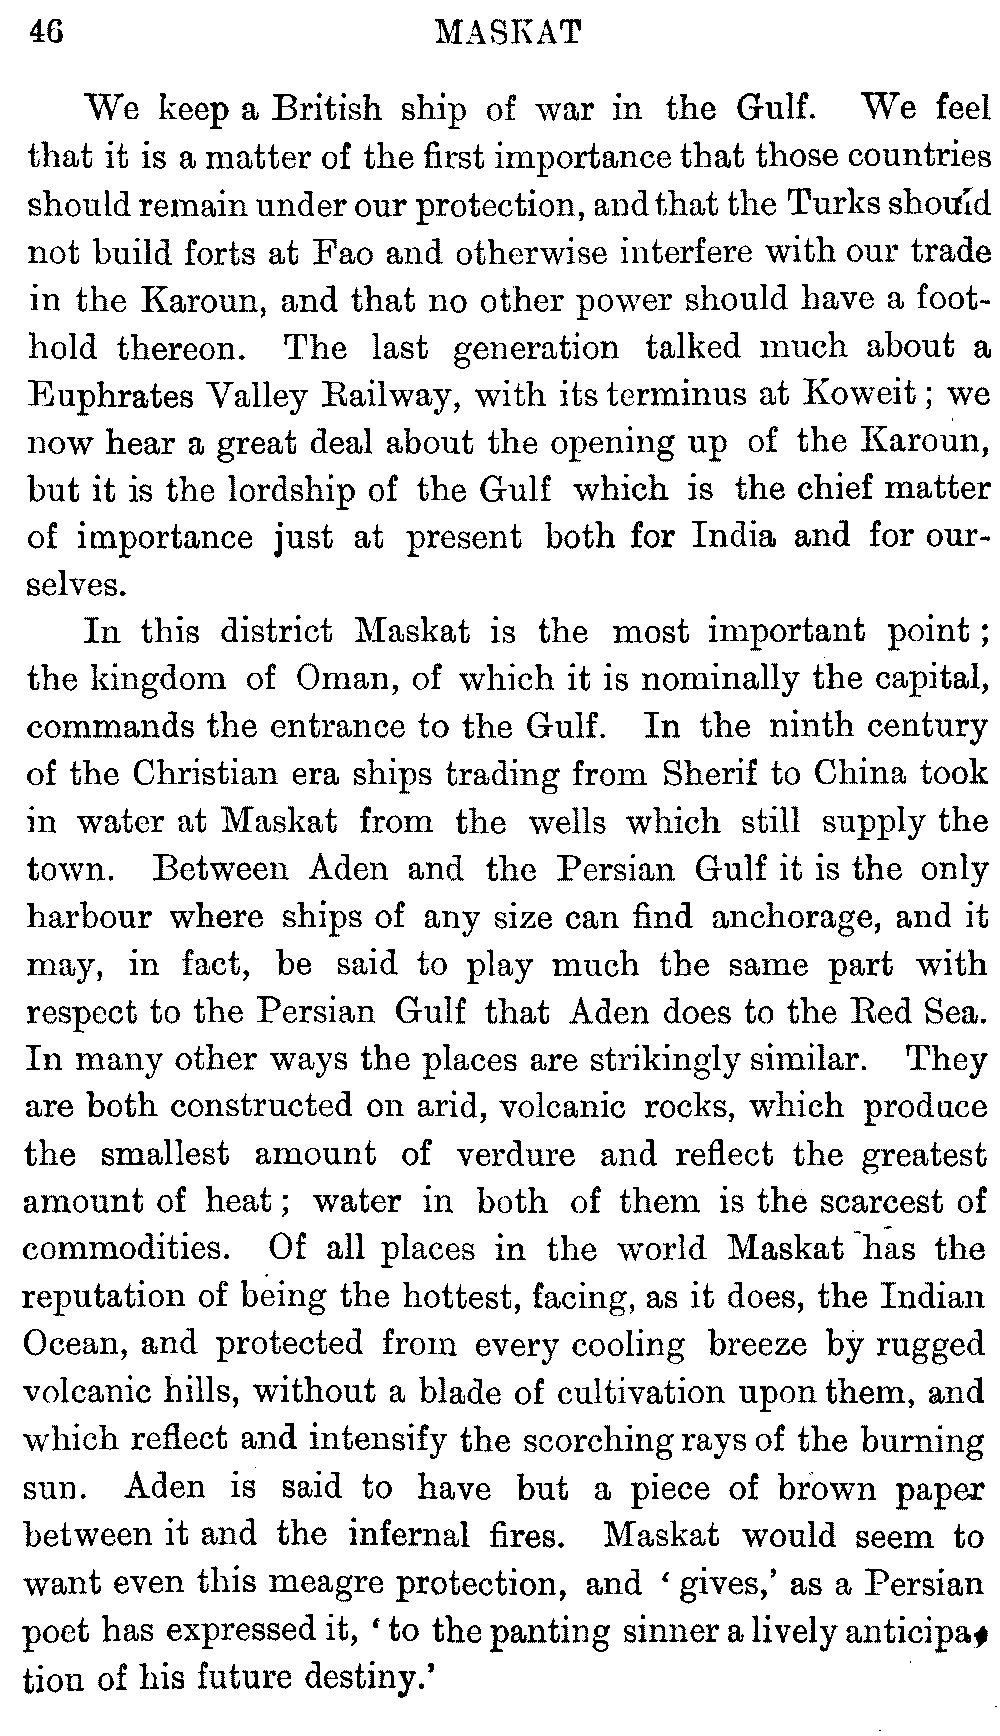 46 MASKAT
We keep a British ship of war in the Gulf. We feel
that it is a matter of the first importance that those countries
should remain under our protection, and that the Turks should
not build forts at Fao and otherwise interfere with our trade
in the Karoun, and that no other power should have a foot-
hold thereon. The last generation talked much about a
Euphrates Valley Railway, with its terminus at Koweit; we
now hear a great deal about the opening up of the Karoun,
but it is the lordship of the Gulf which is the chief matter
of importance just at present both for India and for our-
selves.
In this district Maskat is the most important point;
the kingdom of Oman, of which it is nominally the capital,
commands the entrance to the Gulf. In the ninth century
of the Christian era ships trading from Sherif to China took
in water at Maskat from the wells which still supply the
town. Between Aden and the Persian Gulf it is the only
harbour where ships of any size can find anchorage, and it
may, in fact, be said to play much the same part with
respect to the Persian Gulf that Aden does to the Red Sea.
In many other ways the places are strikingly similar. They
are both constructed on arid, volcanic rocks, which produce
the smallest amount of verdure and reflect the greatest
amount of heat; water in both of them is the scarcest of
commodities. Of all places in the world Maskat has the
reputation of being the hottest, facing, as it does, the Indian
Ocean, and protected from every cooling breeze by rugged
volcanic hills, without a blade of cultivation upon them, and
which reflect and intensify the scorching rays of the burning
sun. Aden is said to have but a piece of brown paper
between it and the infernal fires. Maskat would seem to
want even this meagre protection, and ‘gives,’ as a Persian
poet has expressed it, ‘to the panting sinner a lively anticipa-
tion of his future destiny.’